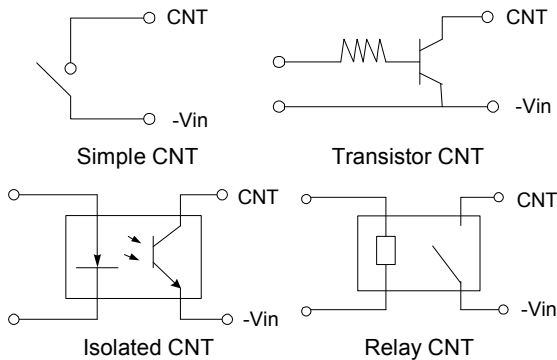 CNT
-Vin
Simple CNT
CNT
-Vin
Transistor CNT
CNT
-Vin
Isolated CNT
CNT
-Vin
Relay CNT